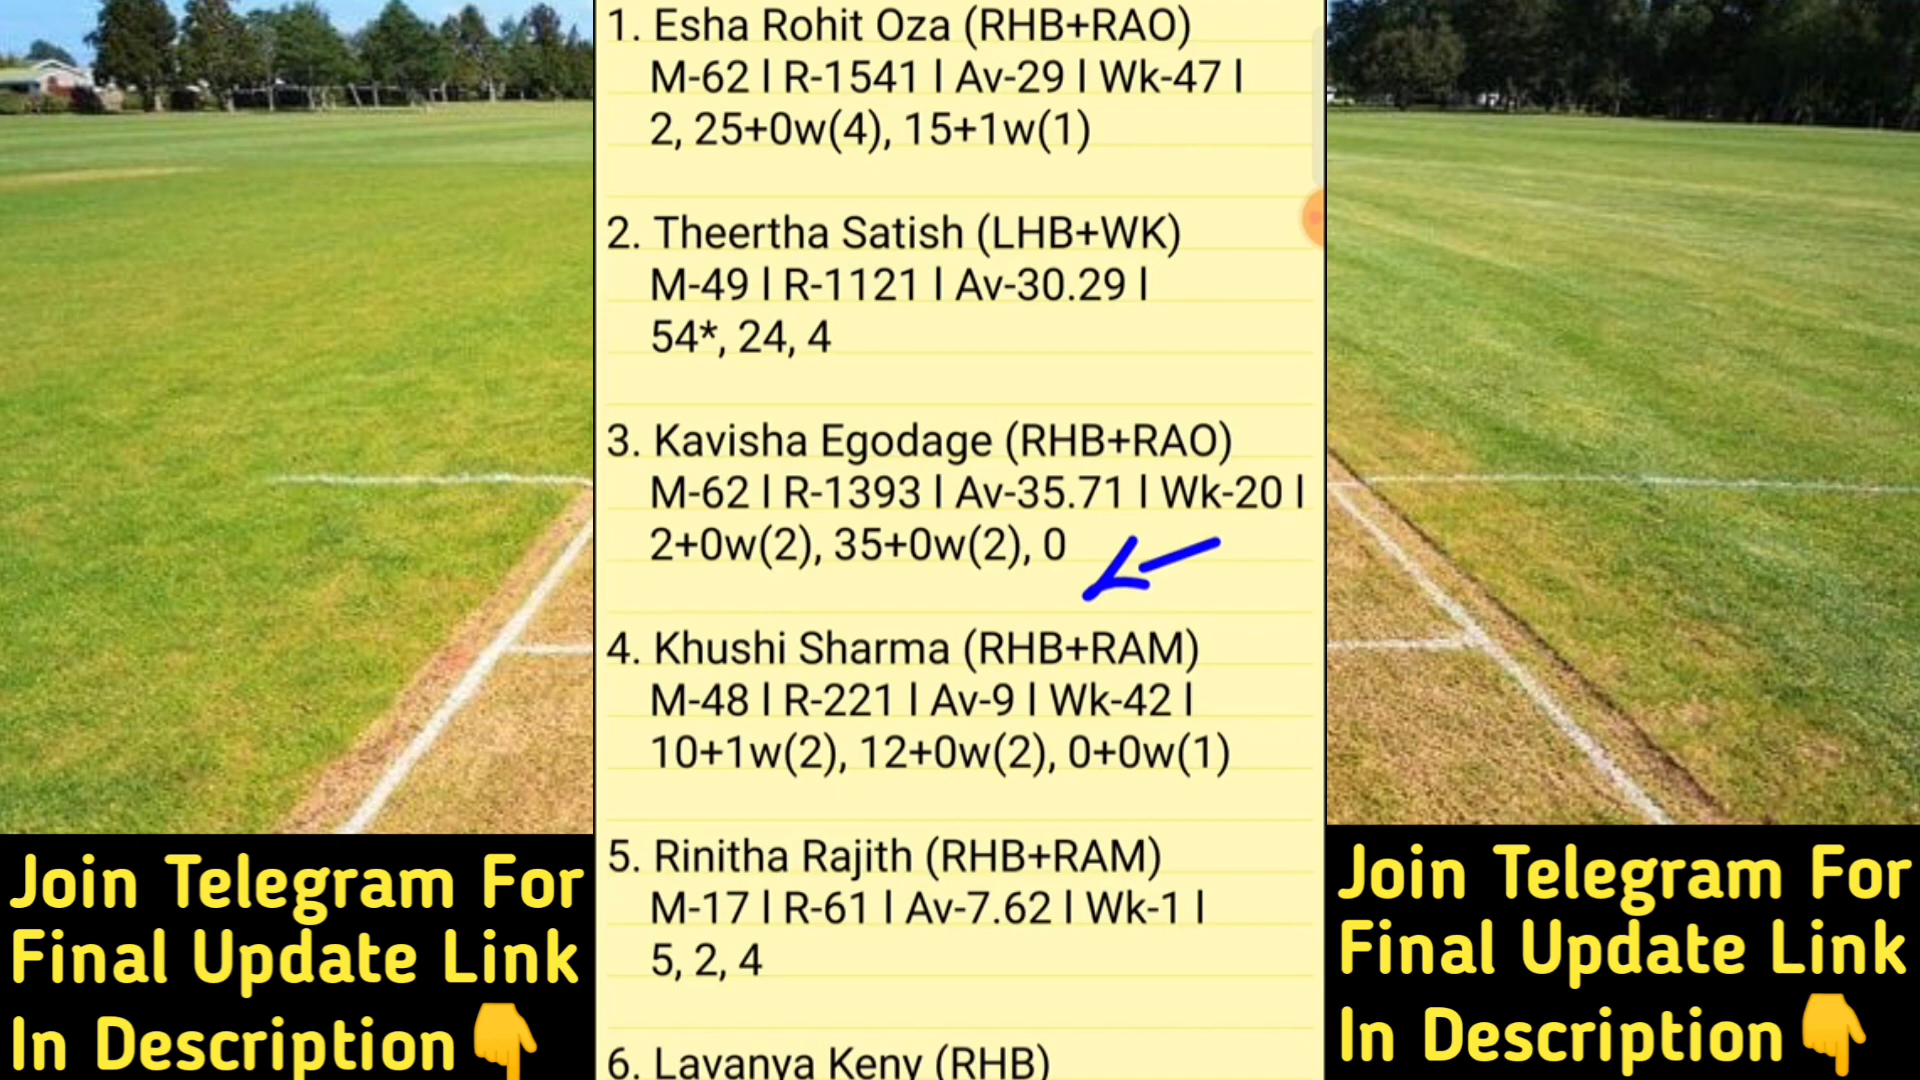 1. Esha Rohit Oza (RHB+RAO)
M-62 l R-1541 l Av-29 l Wk-47 l
2, 25+0w(4), 15+1w(1)
2. Theertha Satish (LHB+WK)
M-49 l R-1121 l Av-30.29 l
54*, 24, 4
3. Kavisha Egodage (RHB+RAO)
M-62 l R-1393 l Av-35.71 l Wk-20 l
2+0w(2), 35+0w(2), 0
4. Khushi Sharma (RHB+RAM)
M-48 l R-221 l Av-9 l Wk-42 l
10+1w(2), 12+0w(2), 0+0w(1)
5. Rinitha Rajith (RHB+RAM)
M-17 l R-61 l Av-7.62 l Wk-1 l
5, 2, 4
6. Lavanya Keny (RHB)
Join Telegram For
Final Update Link
In Description👇
Join Telegram For
Final Update Link
In Description👇